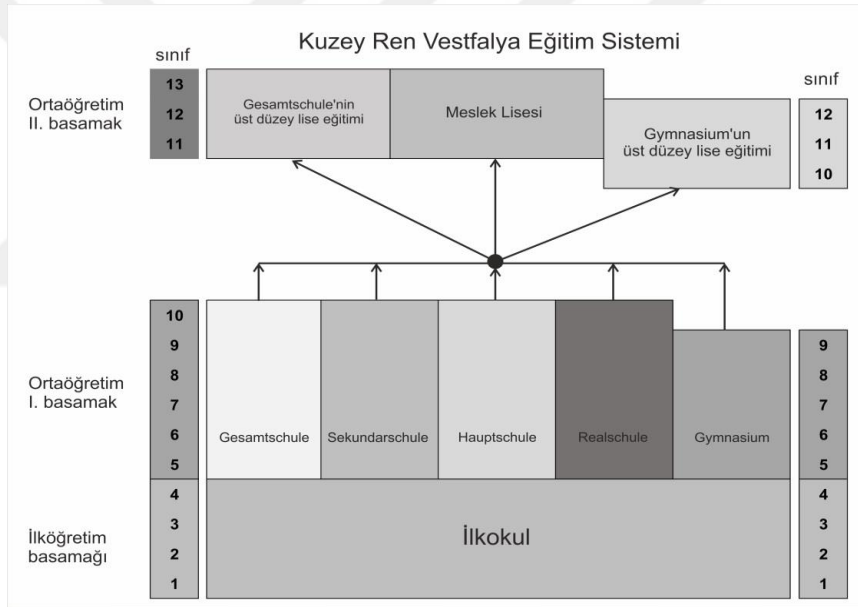 Kuzey Ren Vestfalya Eğitim Sistemi
sınıf
sınıf
Ortaöğretim
II. basamak
13
12
11
Gesamtschule'nin
üst düzey lise eğitimi
Meslek Lisesi
Gymnasium'un
üst düzey lise eğitimi
12
11
10
Ortaöğretim
I. basamak
10
9
8
7
6
5
Gesamtschule
Sekundarschule
Hauptschule
Realschule
Gymnasium
9
8
7
6
5
İlköğretim
basamağı
4
3
2
1
İlkokul
4
3
2
1